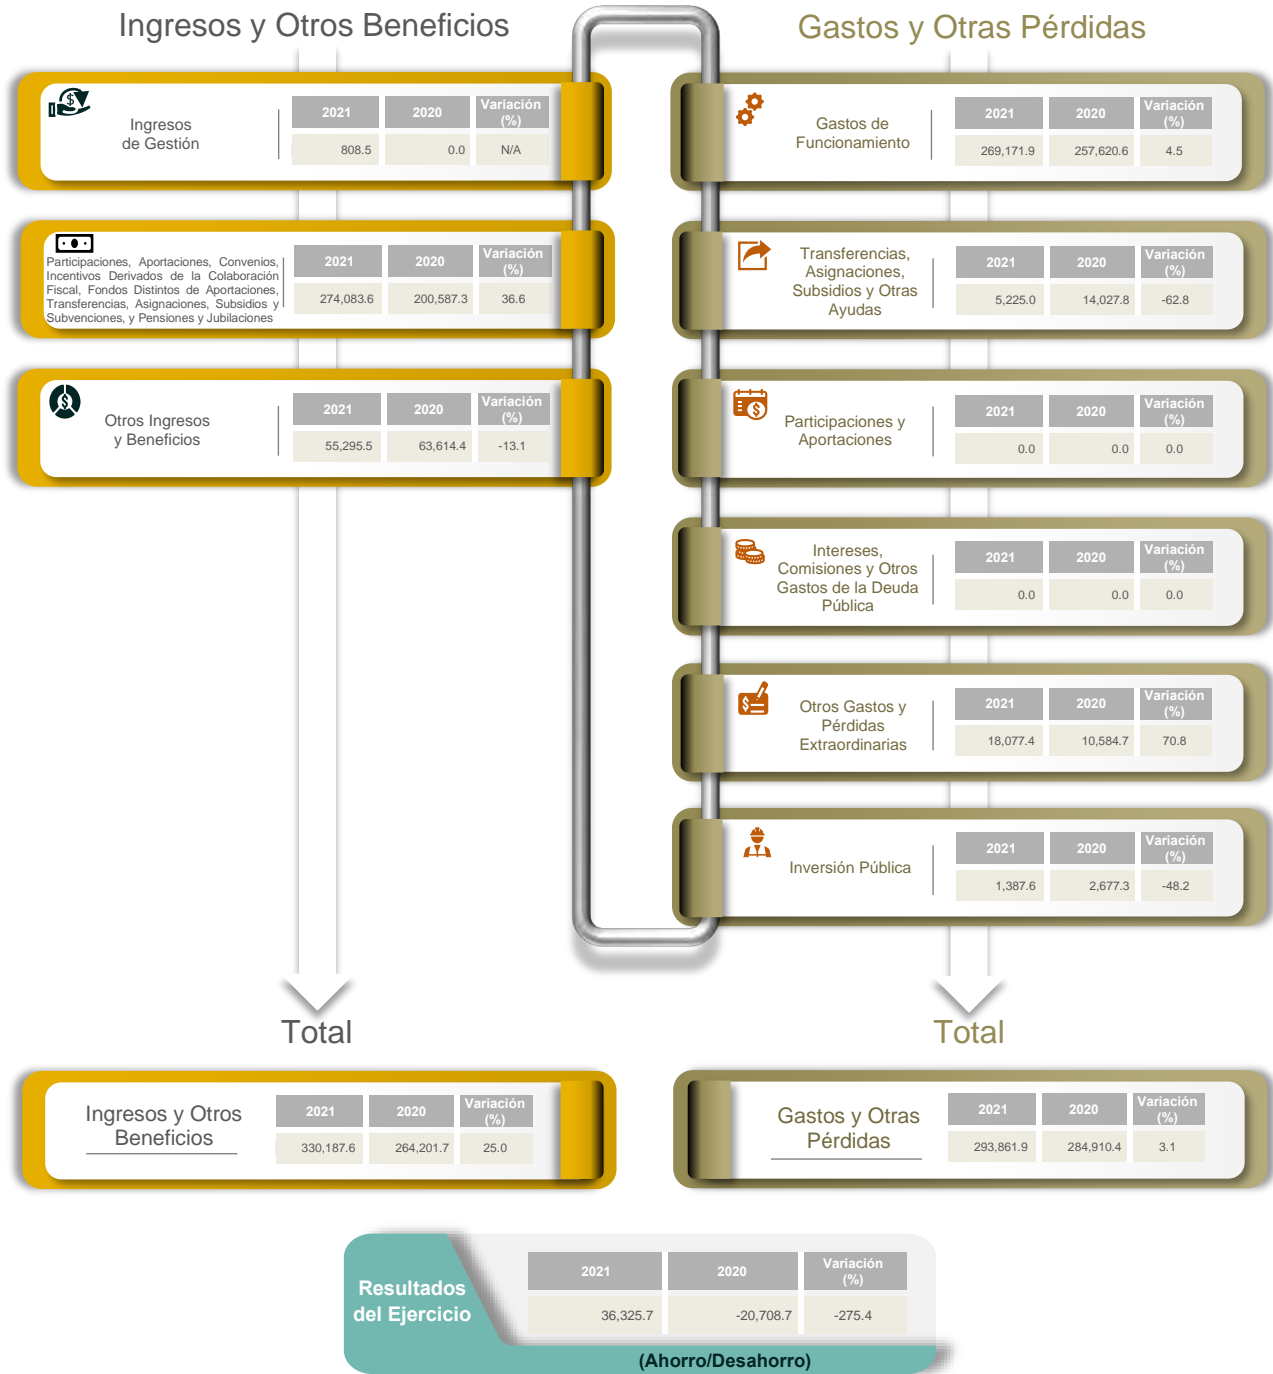 Ingresos y Otros Beneficios
Ingresos
de Gestión
2021 2020 Variación (%)
808.5 0.0 N/A
Participaciones, Aportaciones, Convenios,
Incentivos Derivados de la Colaboración
Fiscal, Fondos Distintos de Aportaciones,
Transferencias, Asignaciones, Subsidios y
Subvenciones, y Pensiones y Jubilaciones
2021 2020 Variación (%)
274,083.6 200,587.3 36.6
Otros Ingresos
y Beneficios
2021 2020 Variación (%)
55,295.5 63,614.4 -13.1
Total
Ingresos y Otros
Beneficios
2021 2020 Variación (%)
330,187.6 264,201.7 25.0
Gastos y Otras Pérdidas
Gastos de
Funcionamiento
2021 2020 Variación (%)
269,171.9 257,620.6 4.5
Transferencias,
Asignaciones,
Subsidios y Otras
Ayudas
2021 2020 Variación (%)
5,225.0 14,027.8 -62.8
Participaciones y
Aportaciones
2021 2020 Variación (%)
0.0 0.0 0.0
Intereses,
Comisiones y Otros
Gastos de la Deuda
Pública
2021 2020 Variación (%)
0.0 0.0 0.0
Otros Gastos y
Pérdidas
Extraordinarias
2021 2020 Variación (%)
18,077.4 10,584.7 70.8
Inversión Pública
2021 2020 Variación (%)
1,387.6 2,677.3 -48.2
Total
Gastos y Otras
Pérdidas
2021 2020 Variación (%)
293,861.9 284,910.4 3.1
Resultados
del Ejercicio
2021 2020 Variación (%)
36,325.7 -20,708.7 -275.4
(Ahorro/Desahorro)